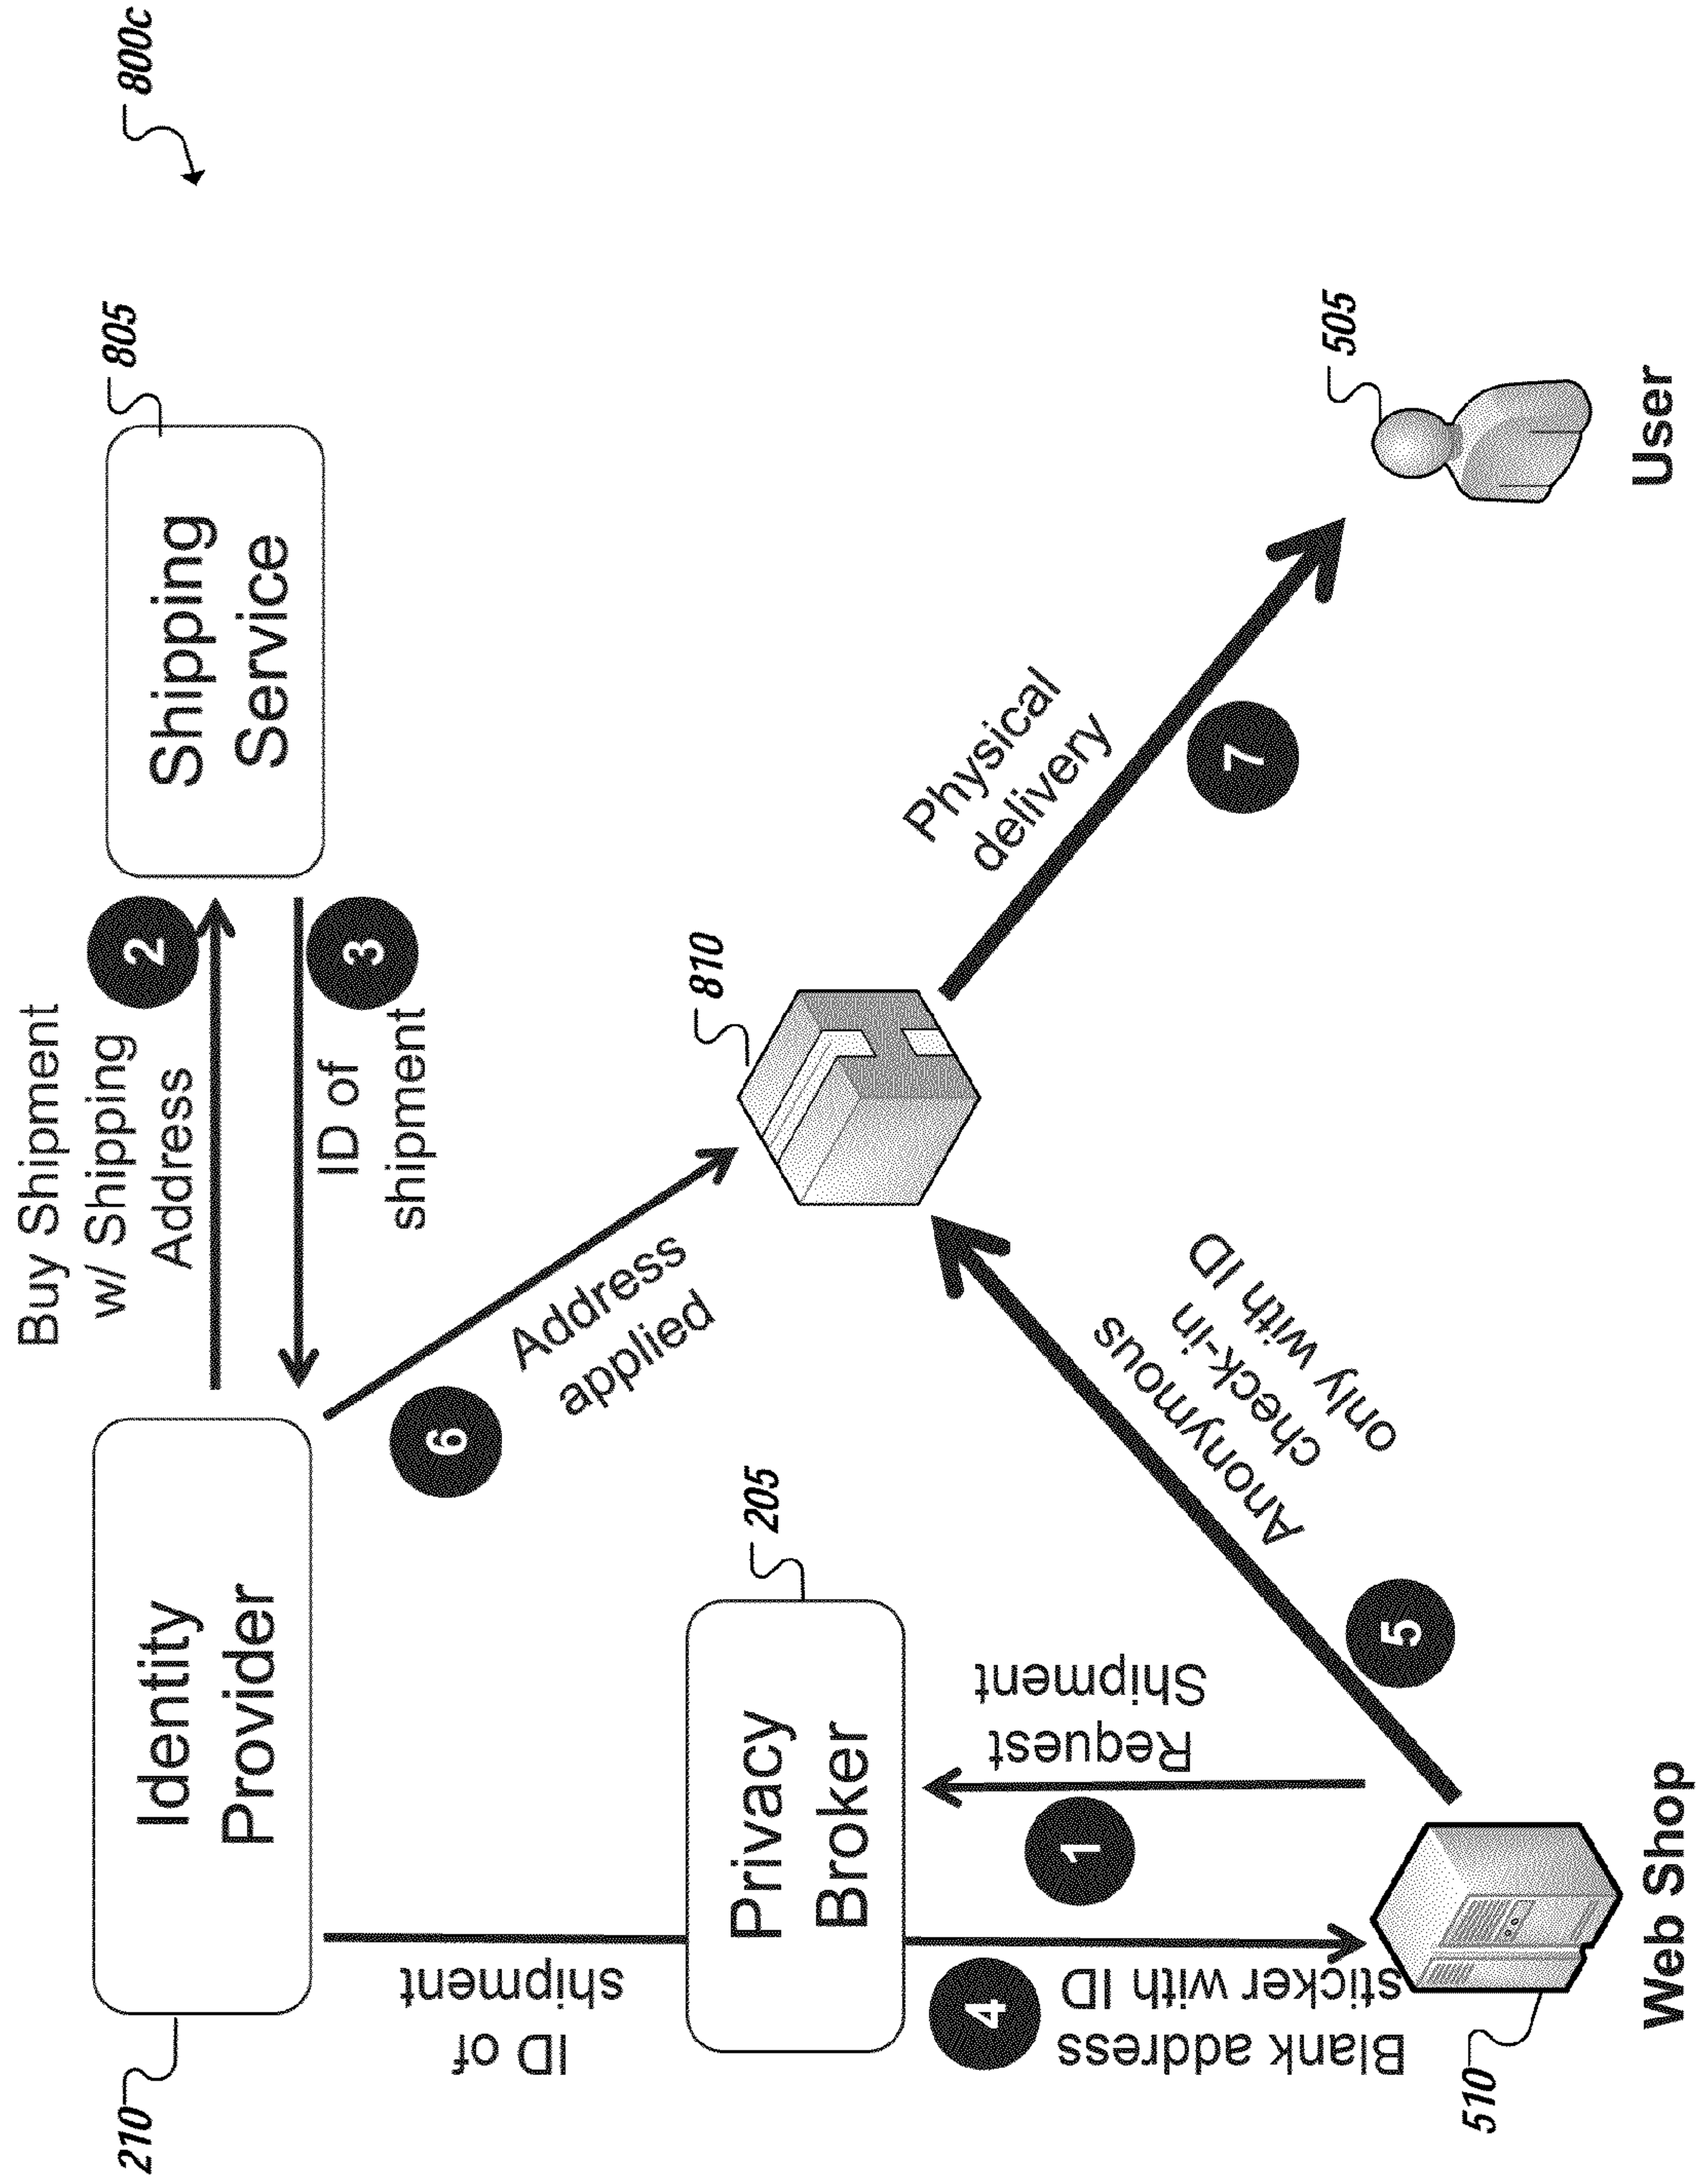 800c
210
Identity
Provider
Buy Shipment
w/ Shipping
Address
2
3
ID of
shipment
805
Shipping
Service
6
Address
applied
ID of
shipment
810
205
Privacy
Broker
Physical
delivery
7
4
Blank address
sticker with ID
1
Request
Shipment
5
Anonymous
check-in
only with ID
505
User
510
Web Shop